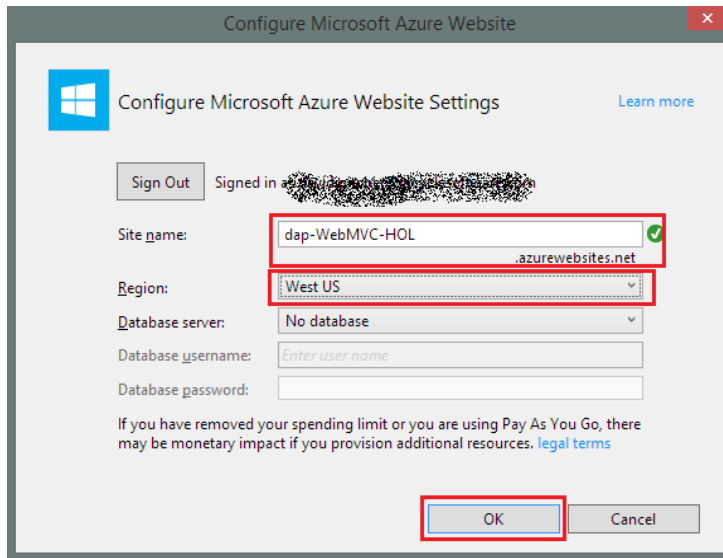 Configure Microsoft Azure Website
Configure Microsoft Azure Website Settings
Learn more
Sign Out
Signed in
Site name:
dap-WebMVC-HOL
.azurewebsites.net
Region:
West US
Database server:
No database
Database username:
Enter user name
Database password:
If you have removed your spending limit or you are using Pay As You Go, there
may be monetary impact if you provision additional resources. legal terms
OK
Cancel